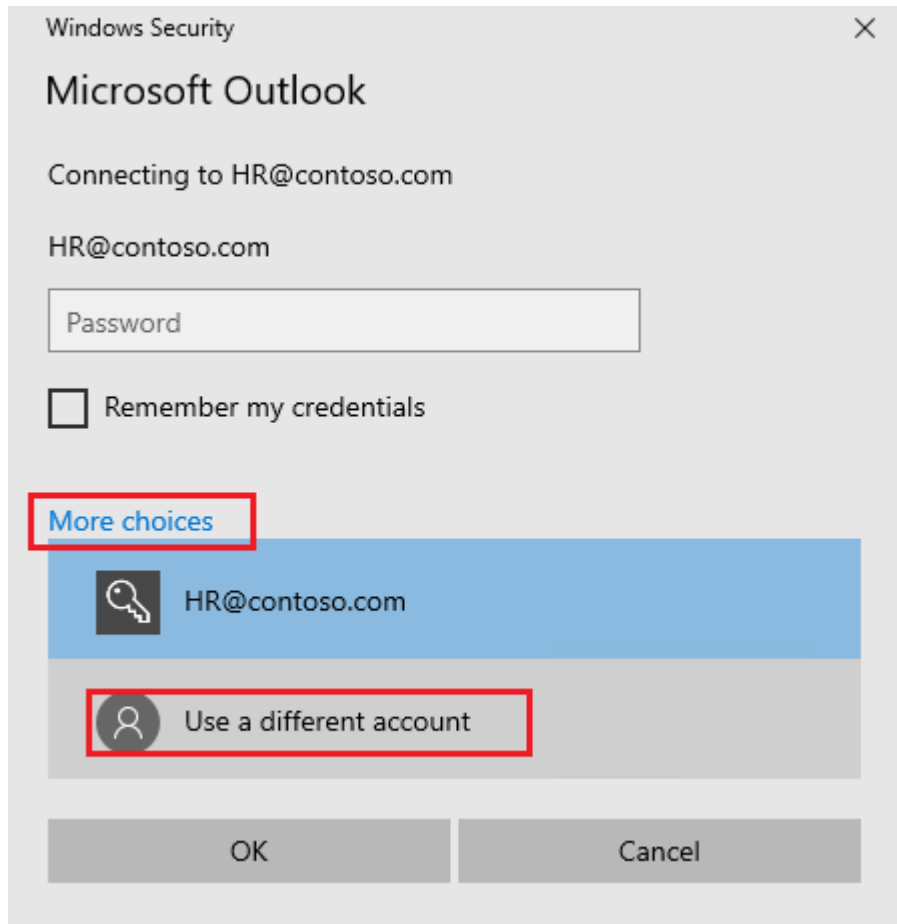 Windows Security
Microsoft Outlook
Connecting to HR@contoso.com
HR@contoso.com
Password
Remember my credentials
More choices
HR@contoso.com
Use a different account
OK
Cancel